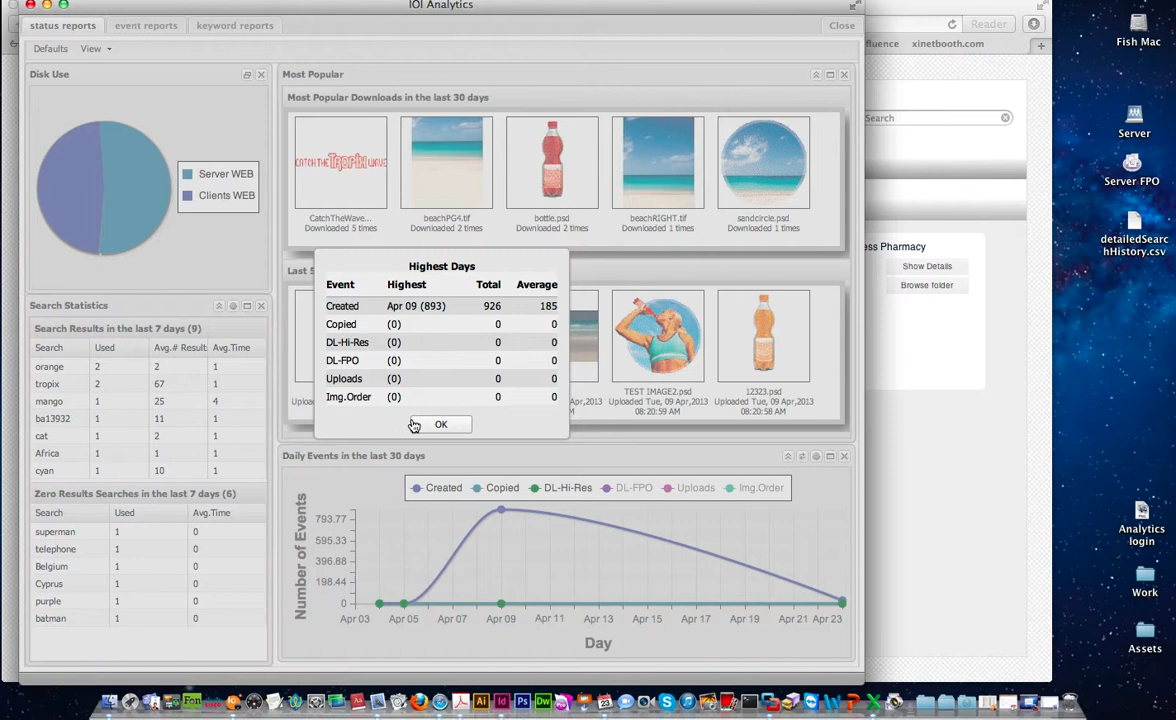 IOI Analytics
status reports event reports keyword reports Close
Defaults View
Disk Use
Server WEB
Clients WEB
Most Popular
Most Popular Downloads in the last 30 days
CATCH THE TROPIX WAVE
CatchTheWave... beachPG4.tif bottle.psd beachRIGHT.tif sandcircle.psd
Downloaded 5 times Downloaded 2 times Downloaded 2 times Downloaded 1 times Downloaded 1 times
Last 5
TEST IMAGE2.psd 12323.psd
Uploaded Tue, 09 Apr,2013 Uploaded Tue, 09 Apr,2013
08:20:59 AM 08:20:58 AM
Highest Days
Event Highest Total Average
Created Apr 09 (893) 926 185
Copied (0) 0 0
DL-Hi-Res (0) 0 0
DL-FPO (0) 0 0
Uploads (0) 0 0
Img.Order (0) 0 0
OK
Search Statistics
Search Results in the last 7 days (9)
Search Used Avg.# Result: Avg.Time
orange 2 2 1
tropix 2 67 1
mango 1 25 4
ba13932 1 11 1
cat 1 2 1
Africa 1 1 1
cyan 1 10 1
Zero Results Searches in the last 7 days (6)
Search Used Avg.Time
superman 1 0
telephone 1 0
Belgium 1 0
Cyprus 1 0
purple 1 0
batman 1 0
Daily Events in the last 30 days
Created Copied DL-Hi-Res DL-FPO Uploads Img.Order
Number of Events
793.77
595.33
396.88
198.44
0
Apr 03 Apr 05 Apr 07 Apr 09 Apr 11 Apr 13 Apr 15 Apr 17 Apr 19 Apr 21 Apr 23
Day
Reader
fluence xinetbooth.com
Search
ess Pharmacy
Show Details
Browse folder
Fish Mac
Server
Server FPO
detailedSearc
hHistory.csv
Analytics
login
Work
Assets